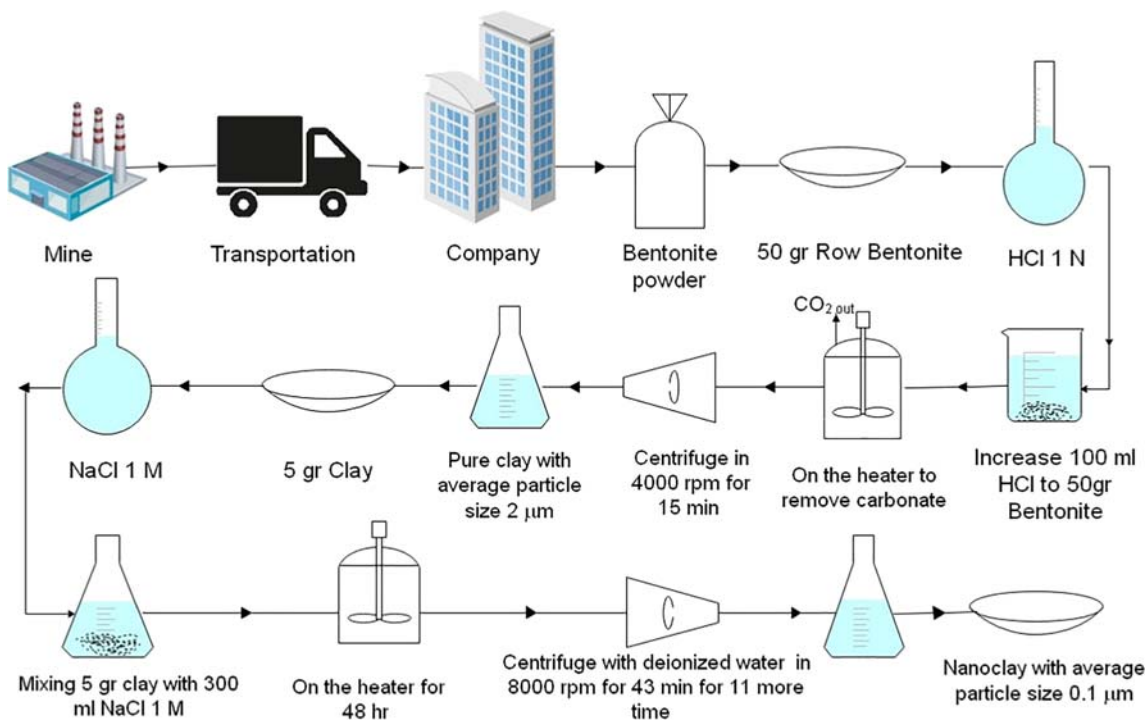 Mine
Transportation
Company
Bentonite
powder
50 gr Row Bentonite
HCl 1 N
CO2 out
NaCl 1 M
5 gr Clay
Pure clay with
average particle
size 2 μm
Centrifuge in
4000 rpm for
15 min
On the heater to
remove carbonate
Increase 100 ml
HCl to 50gr
Bentonite
Mixing 5 gr clay with 300
ml NaCl 1 M
On the heater for
48 hr
Centrifuge with deionized water in
8000 rpm for 43 min for 11 more
time
Nanoclay with average
particle size 0.1 μm